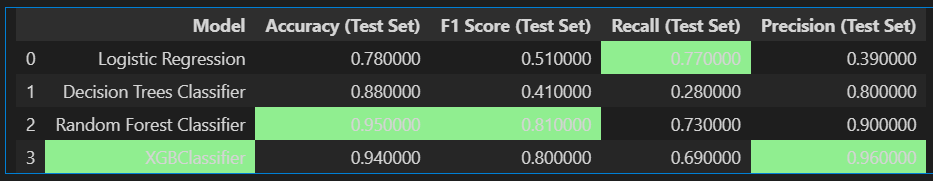 Model Accuracy (Test Set) F1 Score (Test Set) Recall (Test Set) Precision (Test Set)
0 Logistic Regression 0.780000 0.510000 0.770000 0.390000
1 Decision Trees Classifier 0.880000 0.410000 0.280000 0.800000
2 Random Forest Classifier 0.950000 0.810000 0.730000 0.900000
3 XGBClassifier 0.940000 0.800000 0.690000 0.960000